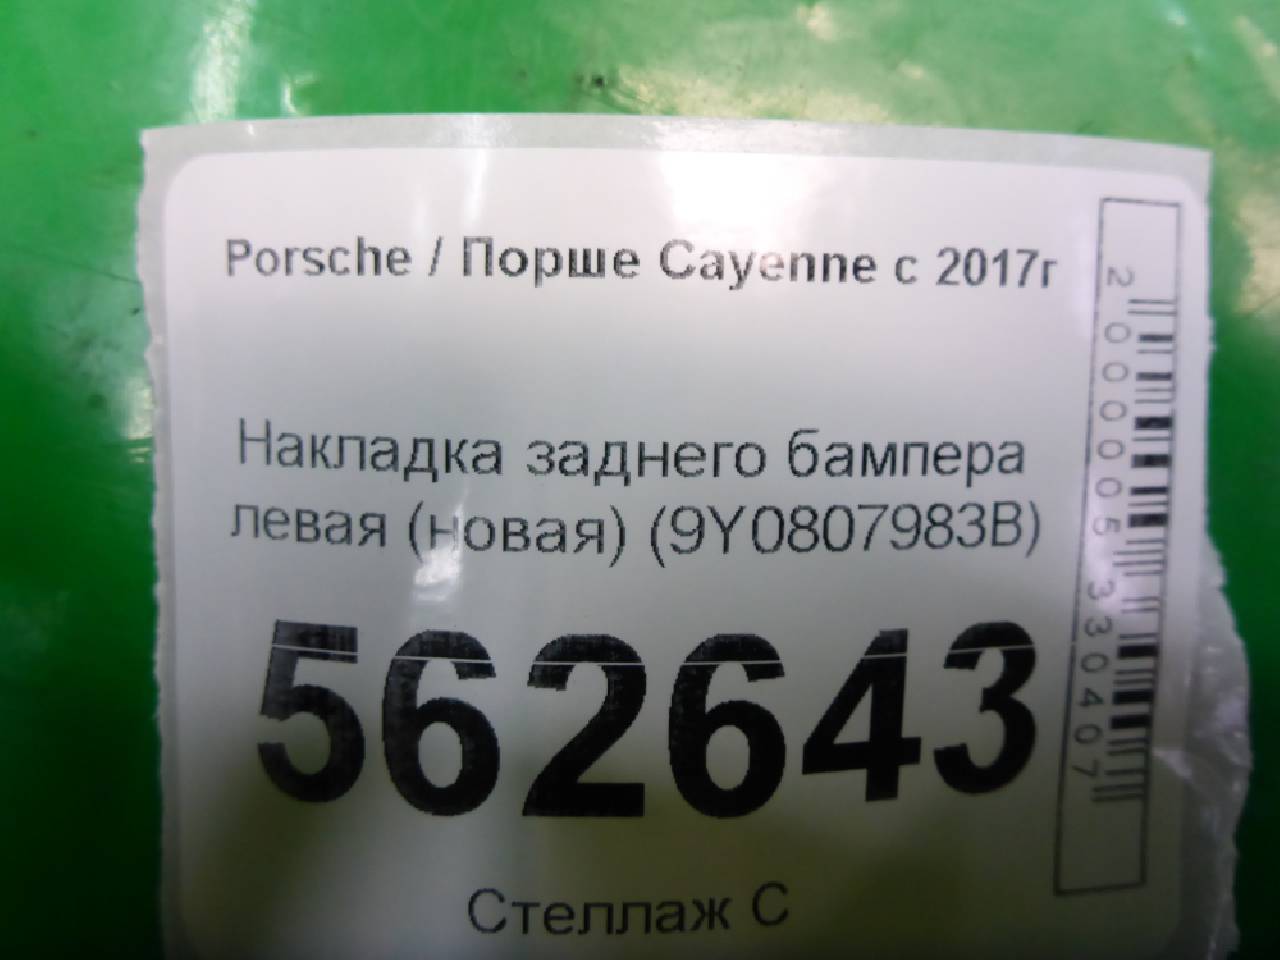 Porsche / Порше Cayenne с 2017г
Накладка заднего бампера
левая (новая) (9Y0807983B)
562643
Стеллаж С
2000005330407